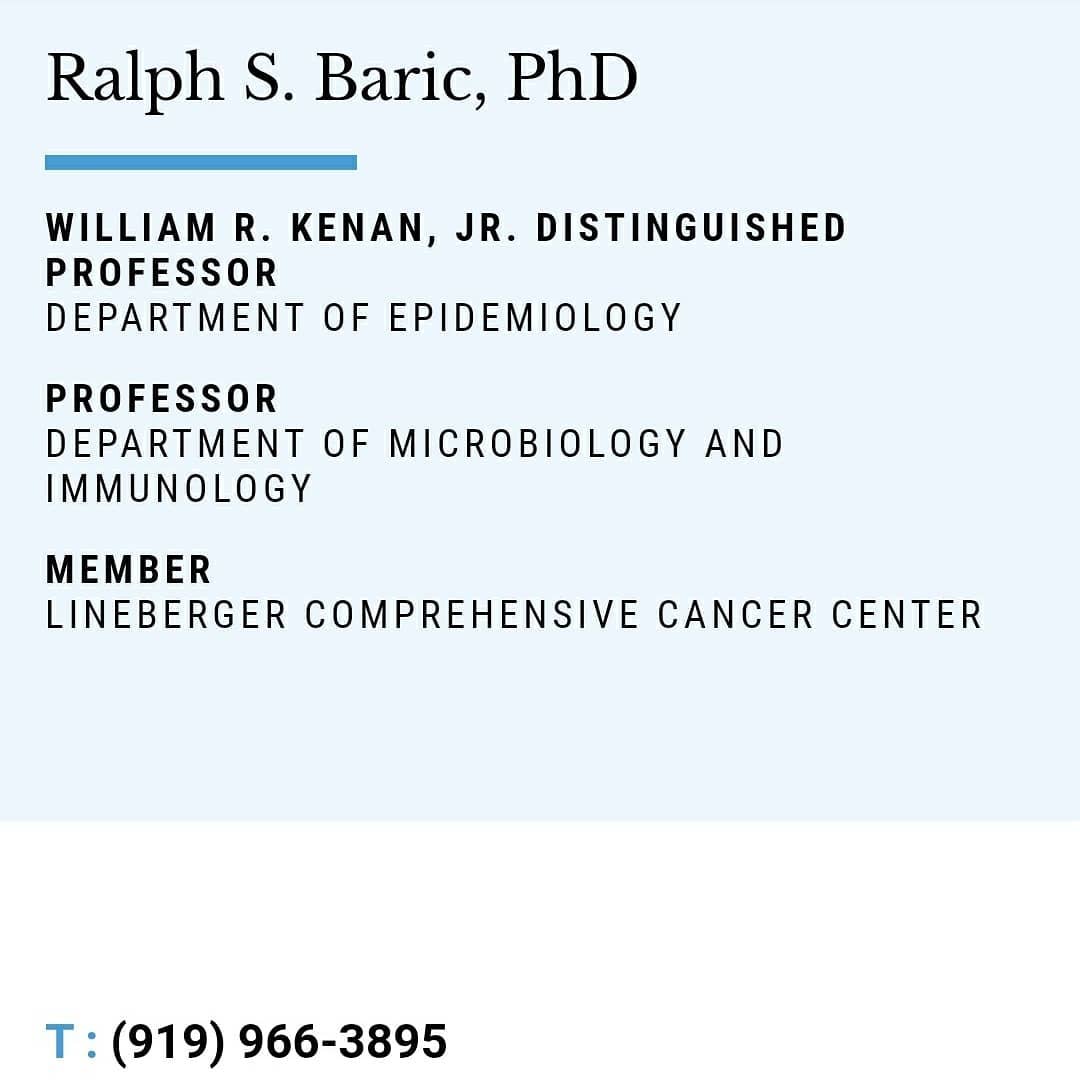 Ralph S. Baric, PhD
WILLIAM R. KENAN, JR. DISTINGUISHED
PROFESSOR
DEPARTMENT OF EPIDEMIOLOGY
PROFESSOR
DEPARTMENT OF MICROBIOLOGY AND
IMMUNOLOGY
MEMBER
LINEBERGER COMPREHENSIVE CANCER CENTER
T : (919) 966-3895